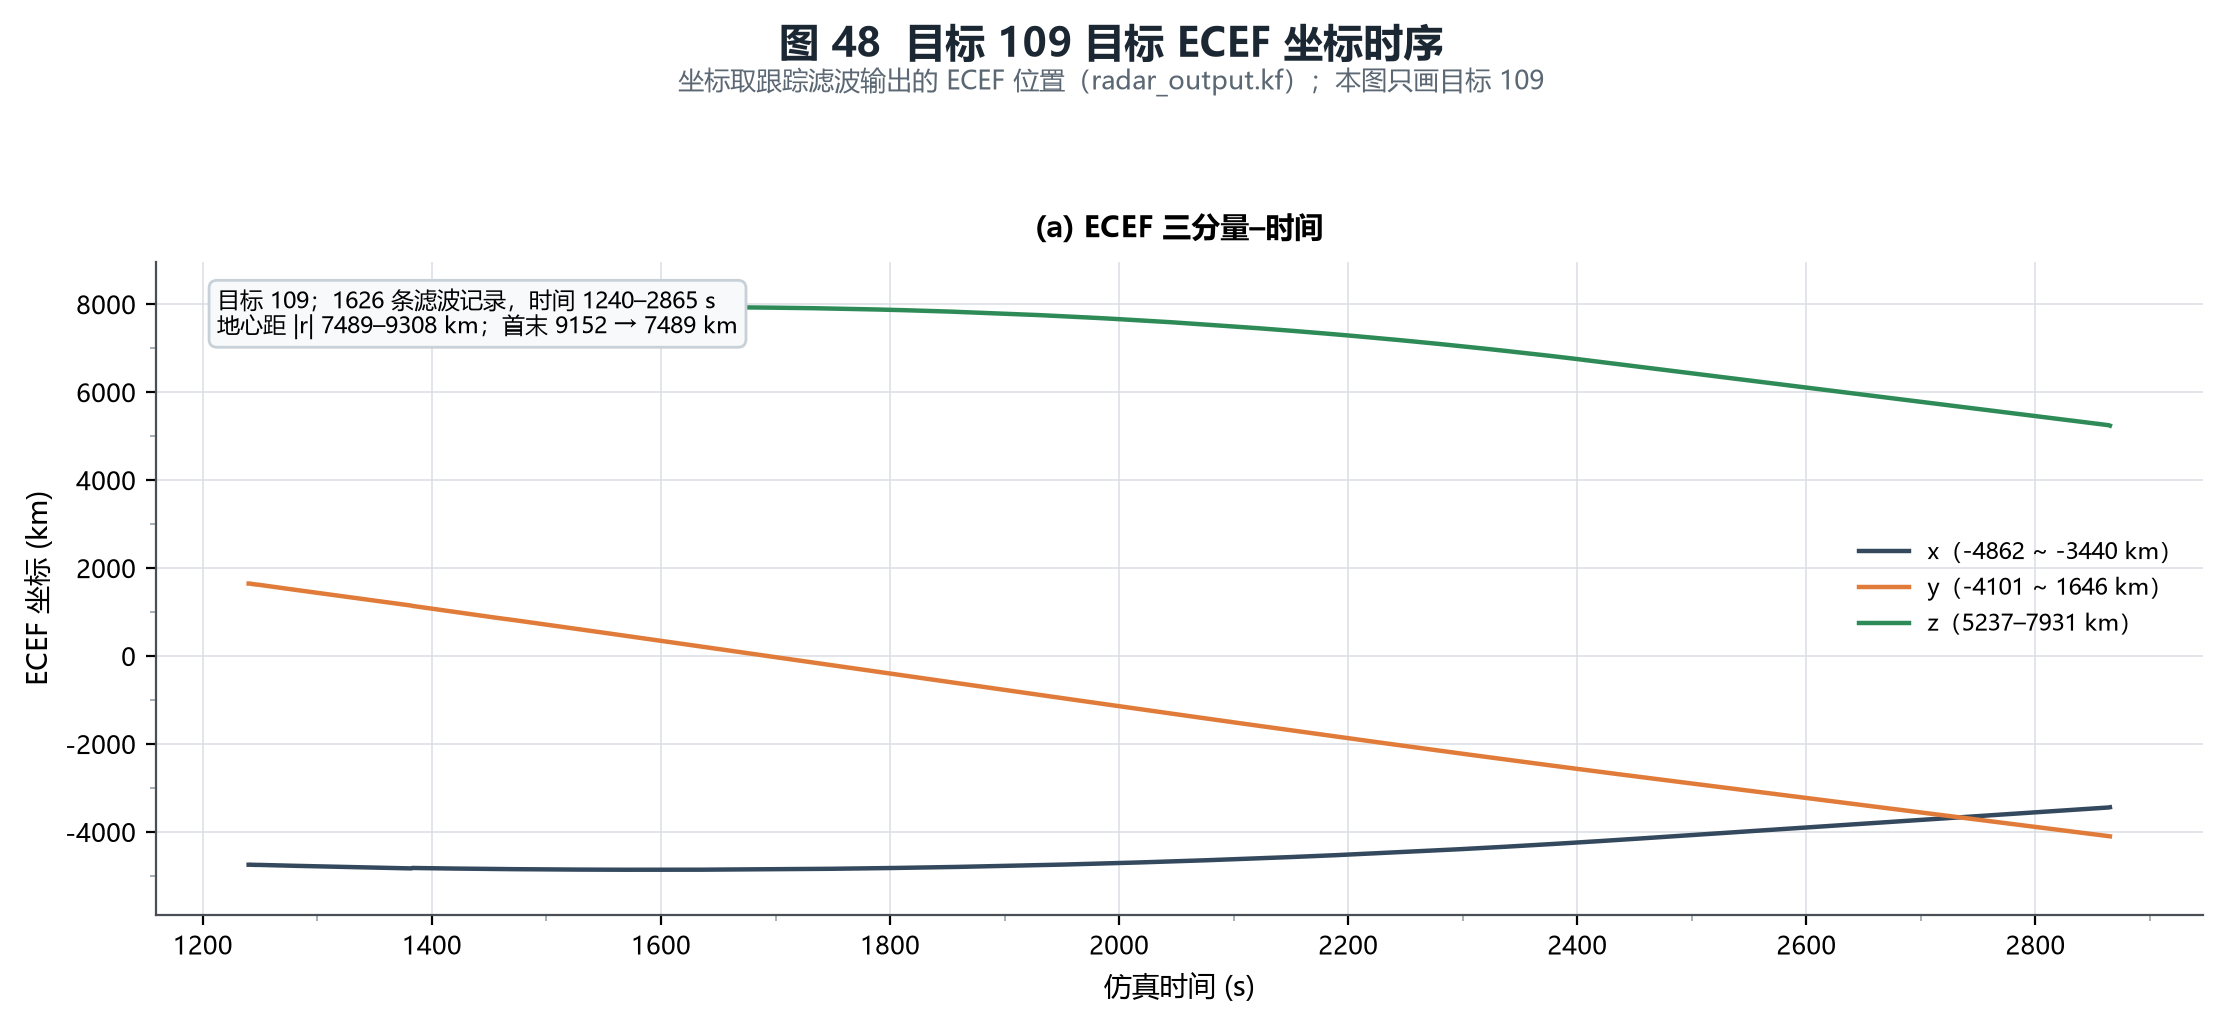 图 48  目标 109 目标 ECEF 坐标时序
坐标取跟踪滤波输出的 ECEF 位置（radar_output.kf）；本图只画目标 109
(a) ECEF 三分量–时间
目标 109；1626 条滤波记录，时间 1240–2865 s
地心距 |r| 7489–9308 km；首末 9152 → 7489 km
ECEF 坐标 (km)
8000
6000
4000
2000
0
-2000
-4000
x（-4862 ~ -3440 km）
y（-4101 ~ 1646 km）
z（5237–7931 km）
1200 1400 1600 1800 2000 2200 2400 2600 2800
仿真时间 (s)